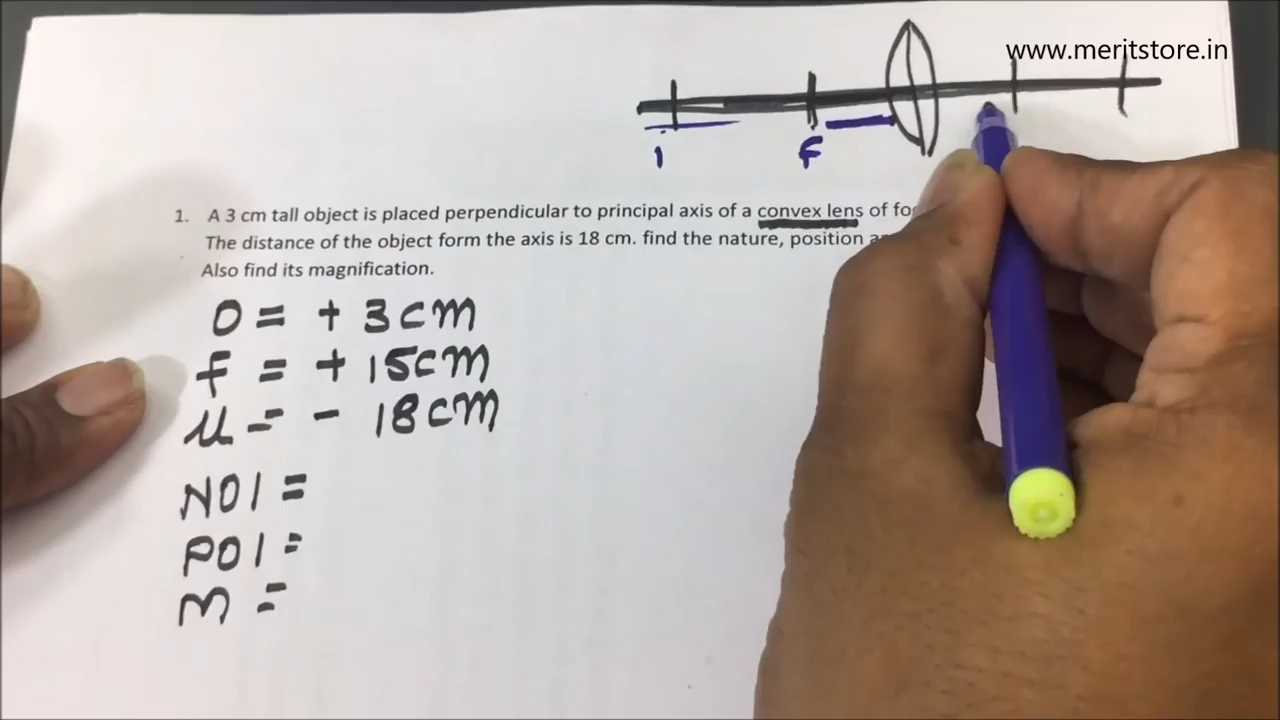 www.meritstore.in
i f
1. A 3 cm tall object is placed perpendicular to principal axis of a convex lens of
The distance of the object form the axis is 18 cm. find the nature, position
Also find its magnification.
O = + 3cm
f = + 15cm
u = - 18cm
NOI =
POI =
m =